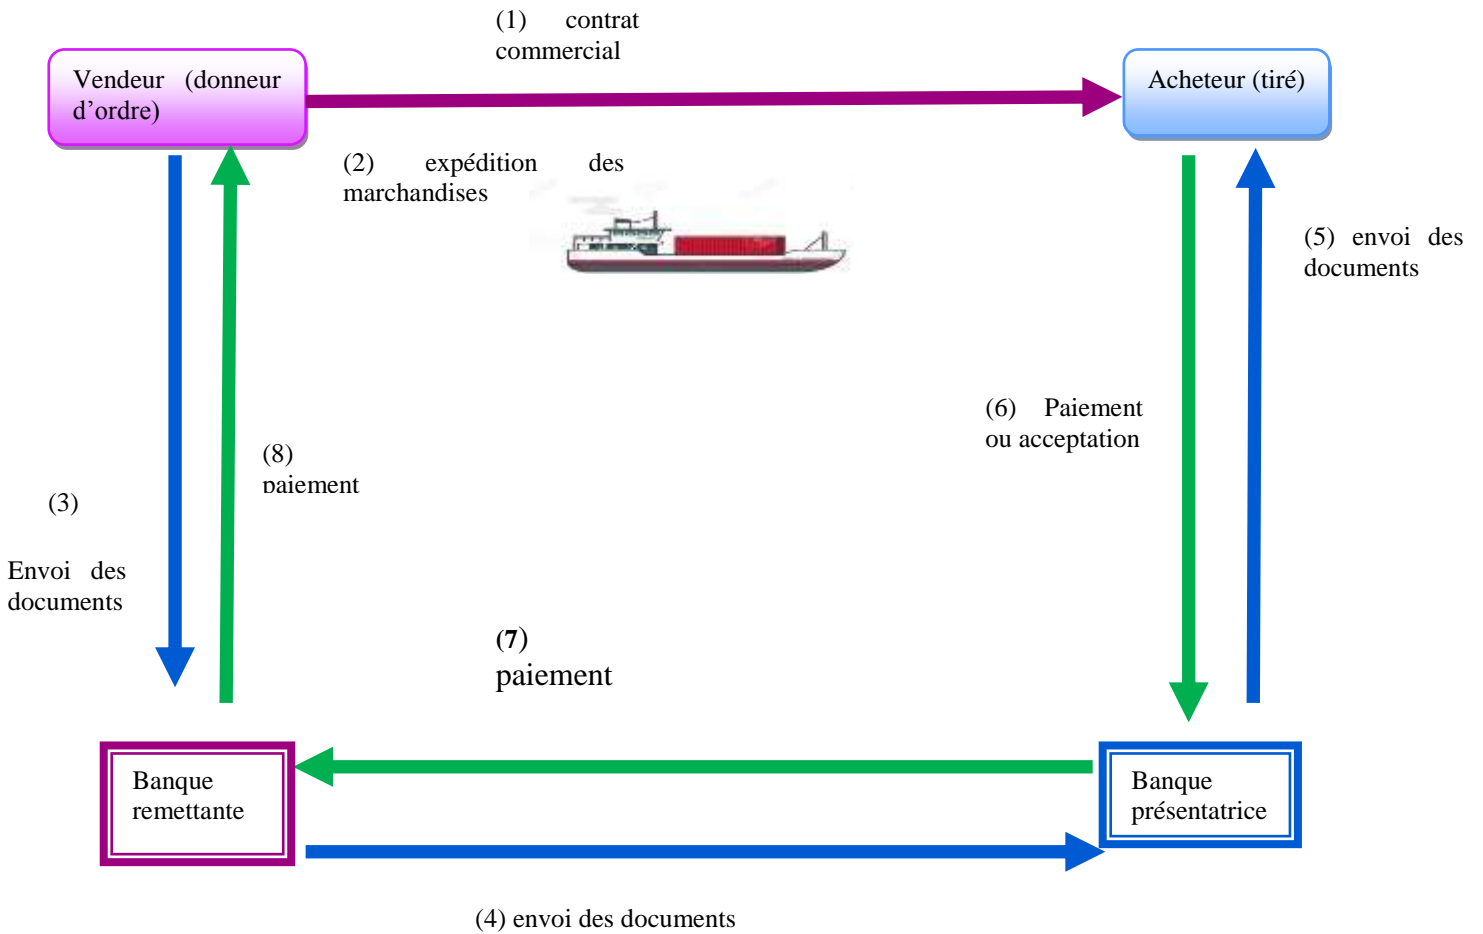 (1) contrat
commercial
Vendeur (donneur
d’ordre)
Acheteur (tiré)
(2) expédition des
marchandises
(5) envoi des
documents
(6) Paiement
ou acceptation
(8)
paiement
(3)
Envoi des
documents
(7)
paiement
Banque
remettante
Banque
présentatrice
(4) envoi des documents